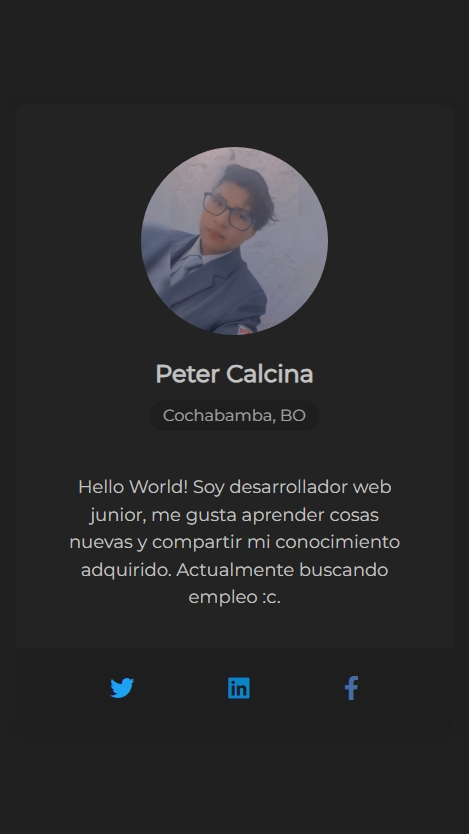 Peter Calcina
Cochabamba, BO
Hello World! Soy desarrollador web
junior, me gusta aprender cosas
nuevas y compartir mi conocimiento
adquirido. Actualmente buscando
empleo :c.
in